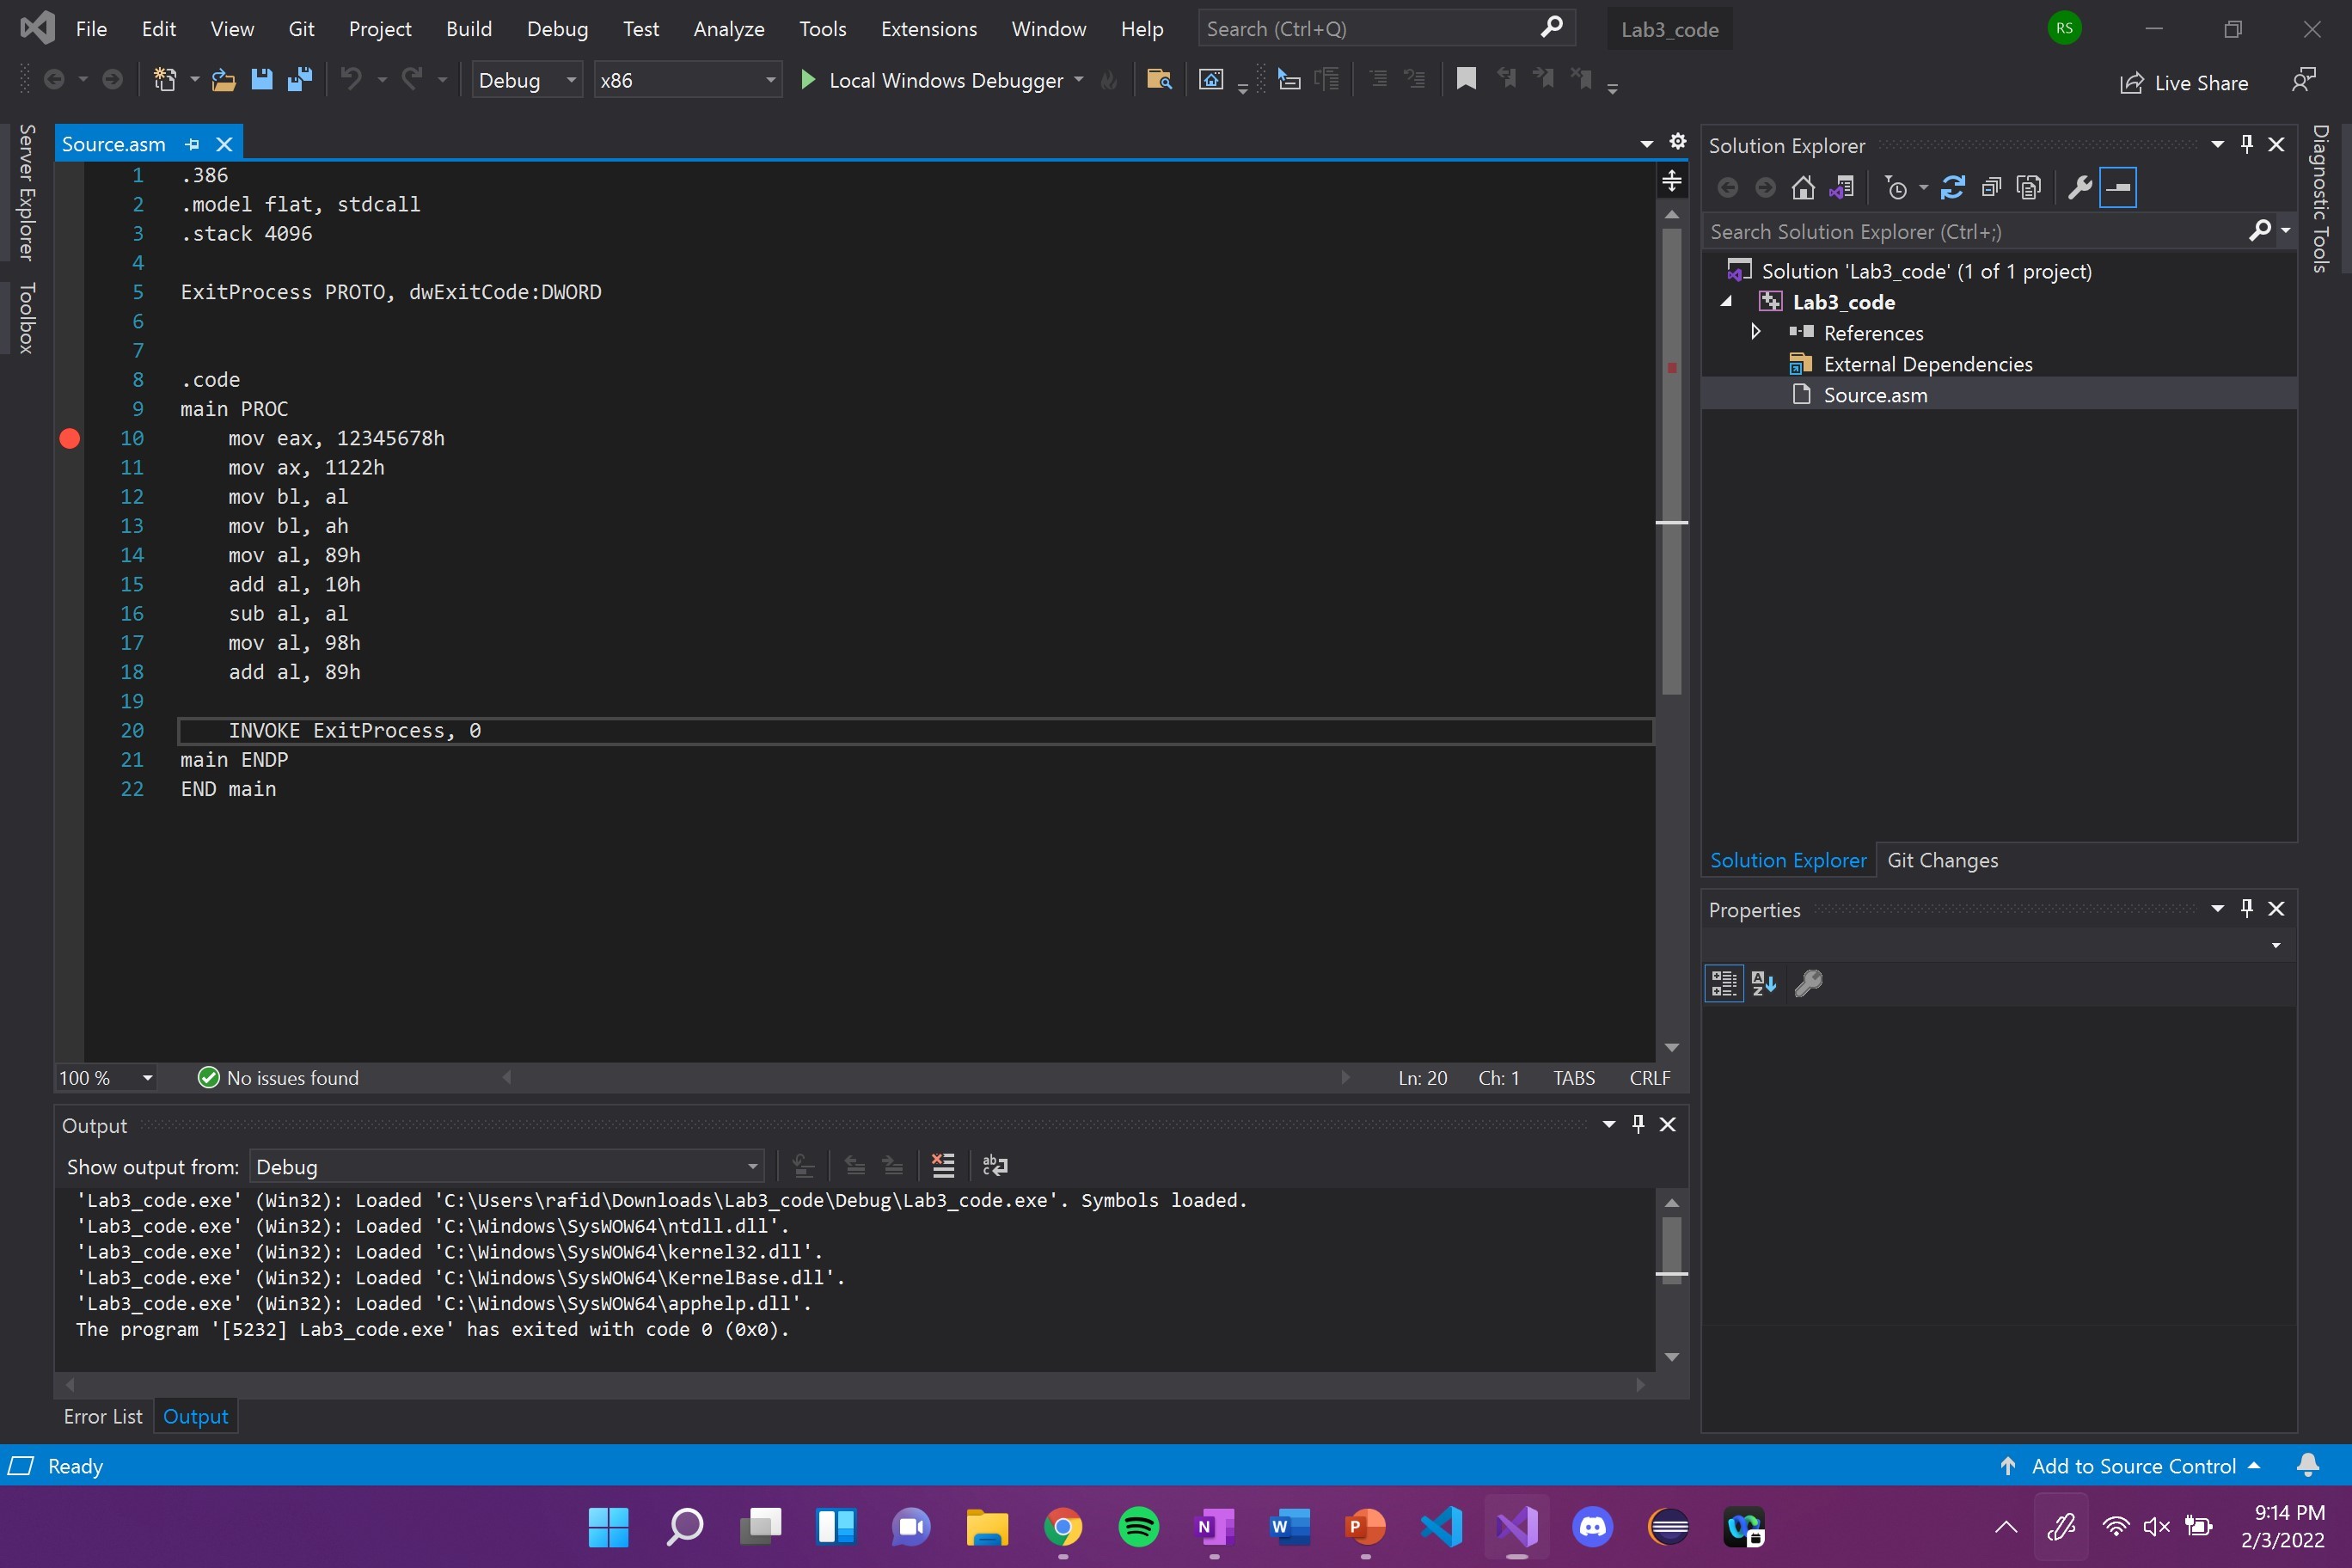 File Edit View Git Project Build Debug Test Analyze Tools Extensions Window Help Search (Ctrl+Q) Lab3_code RS
Debug x86 Local Windows Debugger Live Share
Server Explorer
Toolbox
Source.asm
1 .386
2 .model flat, stdcall
3 .stack 4096
4
5 ExitProcess PROTO, dwExitCode:DWORD
6
7
8 .code
9 main PROC
10 mov eax, 12345678h
11 mov ax, 1122h
12 mov bl, al
13 mov bl, ah
14 mov al, 89h
15 add al, 10h
16 sub al, al
17 mov al, 98h
18 add al, 89h
19
20 INVOKE ExitProcess, 0
21 main ENDP
22 END main
100 % No issues found Ln: 20 Ch: 1 TABS CRLF
Output
Show output from: Debug
'Lab3_code.exe' (Win32): Loaded 'C:\Users\rafid\Downloads\Lab3_code\Debug\Lab3_code.exe'. Symbols loaded.
'Lab3_code.exe' (Win32): Loaded 'C:\Windows\SysWOW64\ntdll.dll'.
'Lab3_code.exe' (Win32): Loaded 'C:\Windows\SysWOW64\kernel32.dll'.
'Lab3_code.exe' (Win32): Loaded 'C:\Windows\SysWOW64\KernelBase.dll'.
'Lab3_code.exe' (Win32): Loaded 'C:\Windows\SysWOW64\apphelp.dll'.
The program '[5232] Lab3_code.exe' has exited with code 0 (0x0).
Error List Output
Solution Explorer
Search Solution Explorer (Ctrl+;)
Solution 'Lab3_code' (1 of 1 project)
Lab3_code
References
External Dependencies
Source.asm
Solution Explorer Git Changes
Properties
Diagnostic Tools
Ready Add to Source Control
9:14 PM
2/3/2022